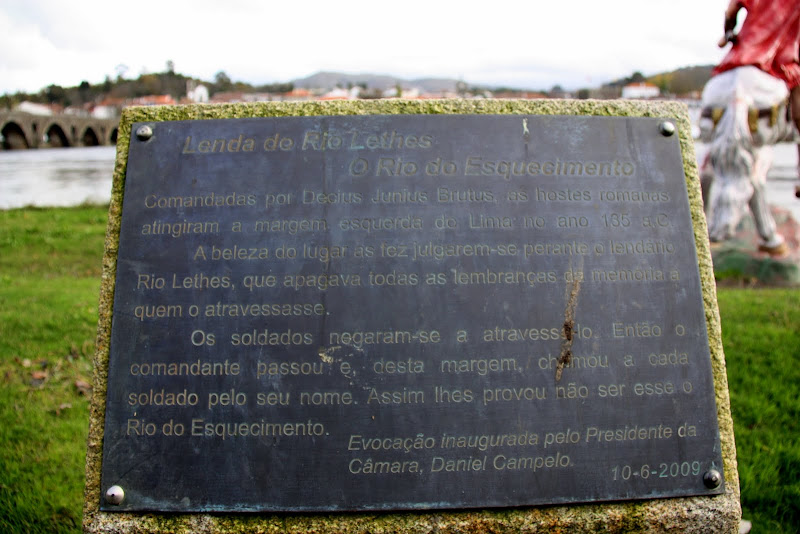 Lenda do Rio Lethes
O Rio do Esquecimento
Comandadas por Decius Junius Brutus, as hostes romanas
atingiram a margem esquerda do Lima no ano 135 a.C.
A beleza do lugar as fez julgarem-se perante o lendário
Rio Lethes, que apagava todas as lembranças da memória a
quem o atravessasse.
Os soldados negaram-se a atravessá-lo. Então o
comandante passou e, desta margem, chamou a cada
soldado pelo seu nome. Assim lhes provou não ser esse o
Rio do Esquecimento.
Evocação inaugurada pelo Presidente da
Câmara, Daniel Campelo.
10-6-2009